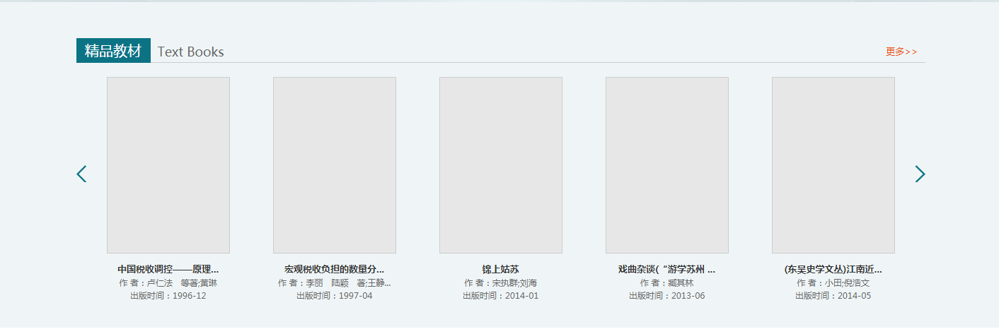 精品教材 Text Books 更多>>
中国税收调控——原理...
作 者：卢仁法　等著;黄琳
出版时间：1996-12
宏观税收负担的数量分...
作 者：李丽　陆颖　著;王静...
出版时间：1997-04
锦上姑苏
作 者：宋执群;刘海
出版时间：2014-01
戏曲杂谈(“游学苏州 ...
作 者：臧其林
出版时间：2013-06
(东吴史学文丛)江南近...
作 者：小田;倪浩文
出版时间：2014-05